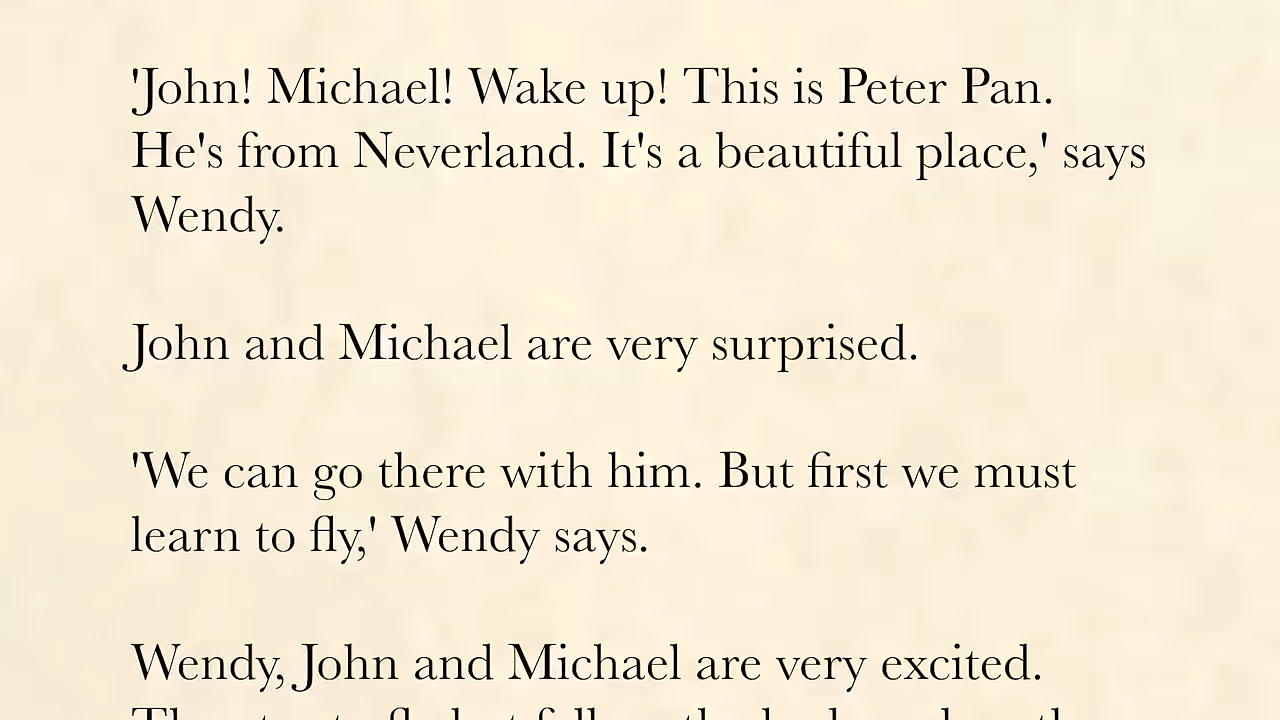 'John! Michael! Wake up! This is Peter Pan.
He's from Neverland. It's a beautiful place,' says
Wendy.
John and Michael are very surprised.
'We can go there with him. But first we must
learn to fly,' Wendy says.
Wendy, John and Michael are very excited.